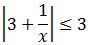 |3 + 1/x| ≤ 3